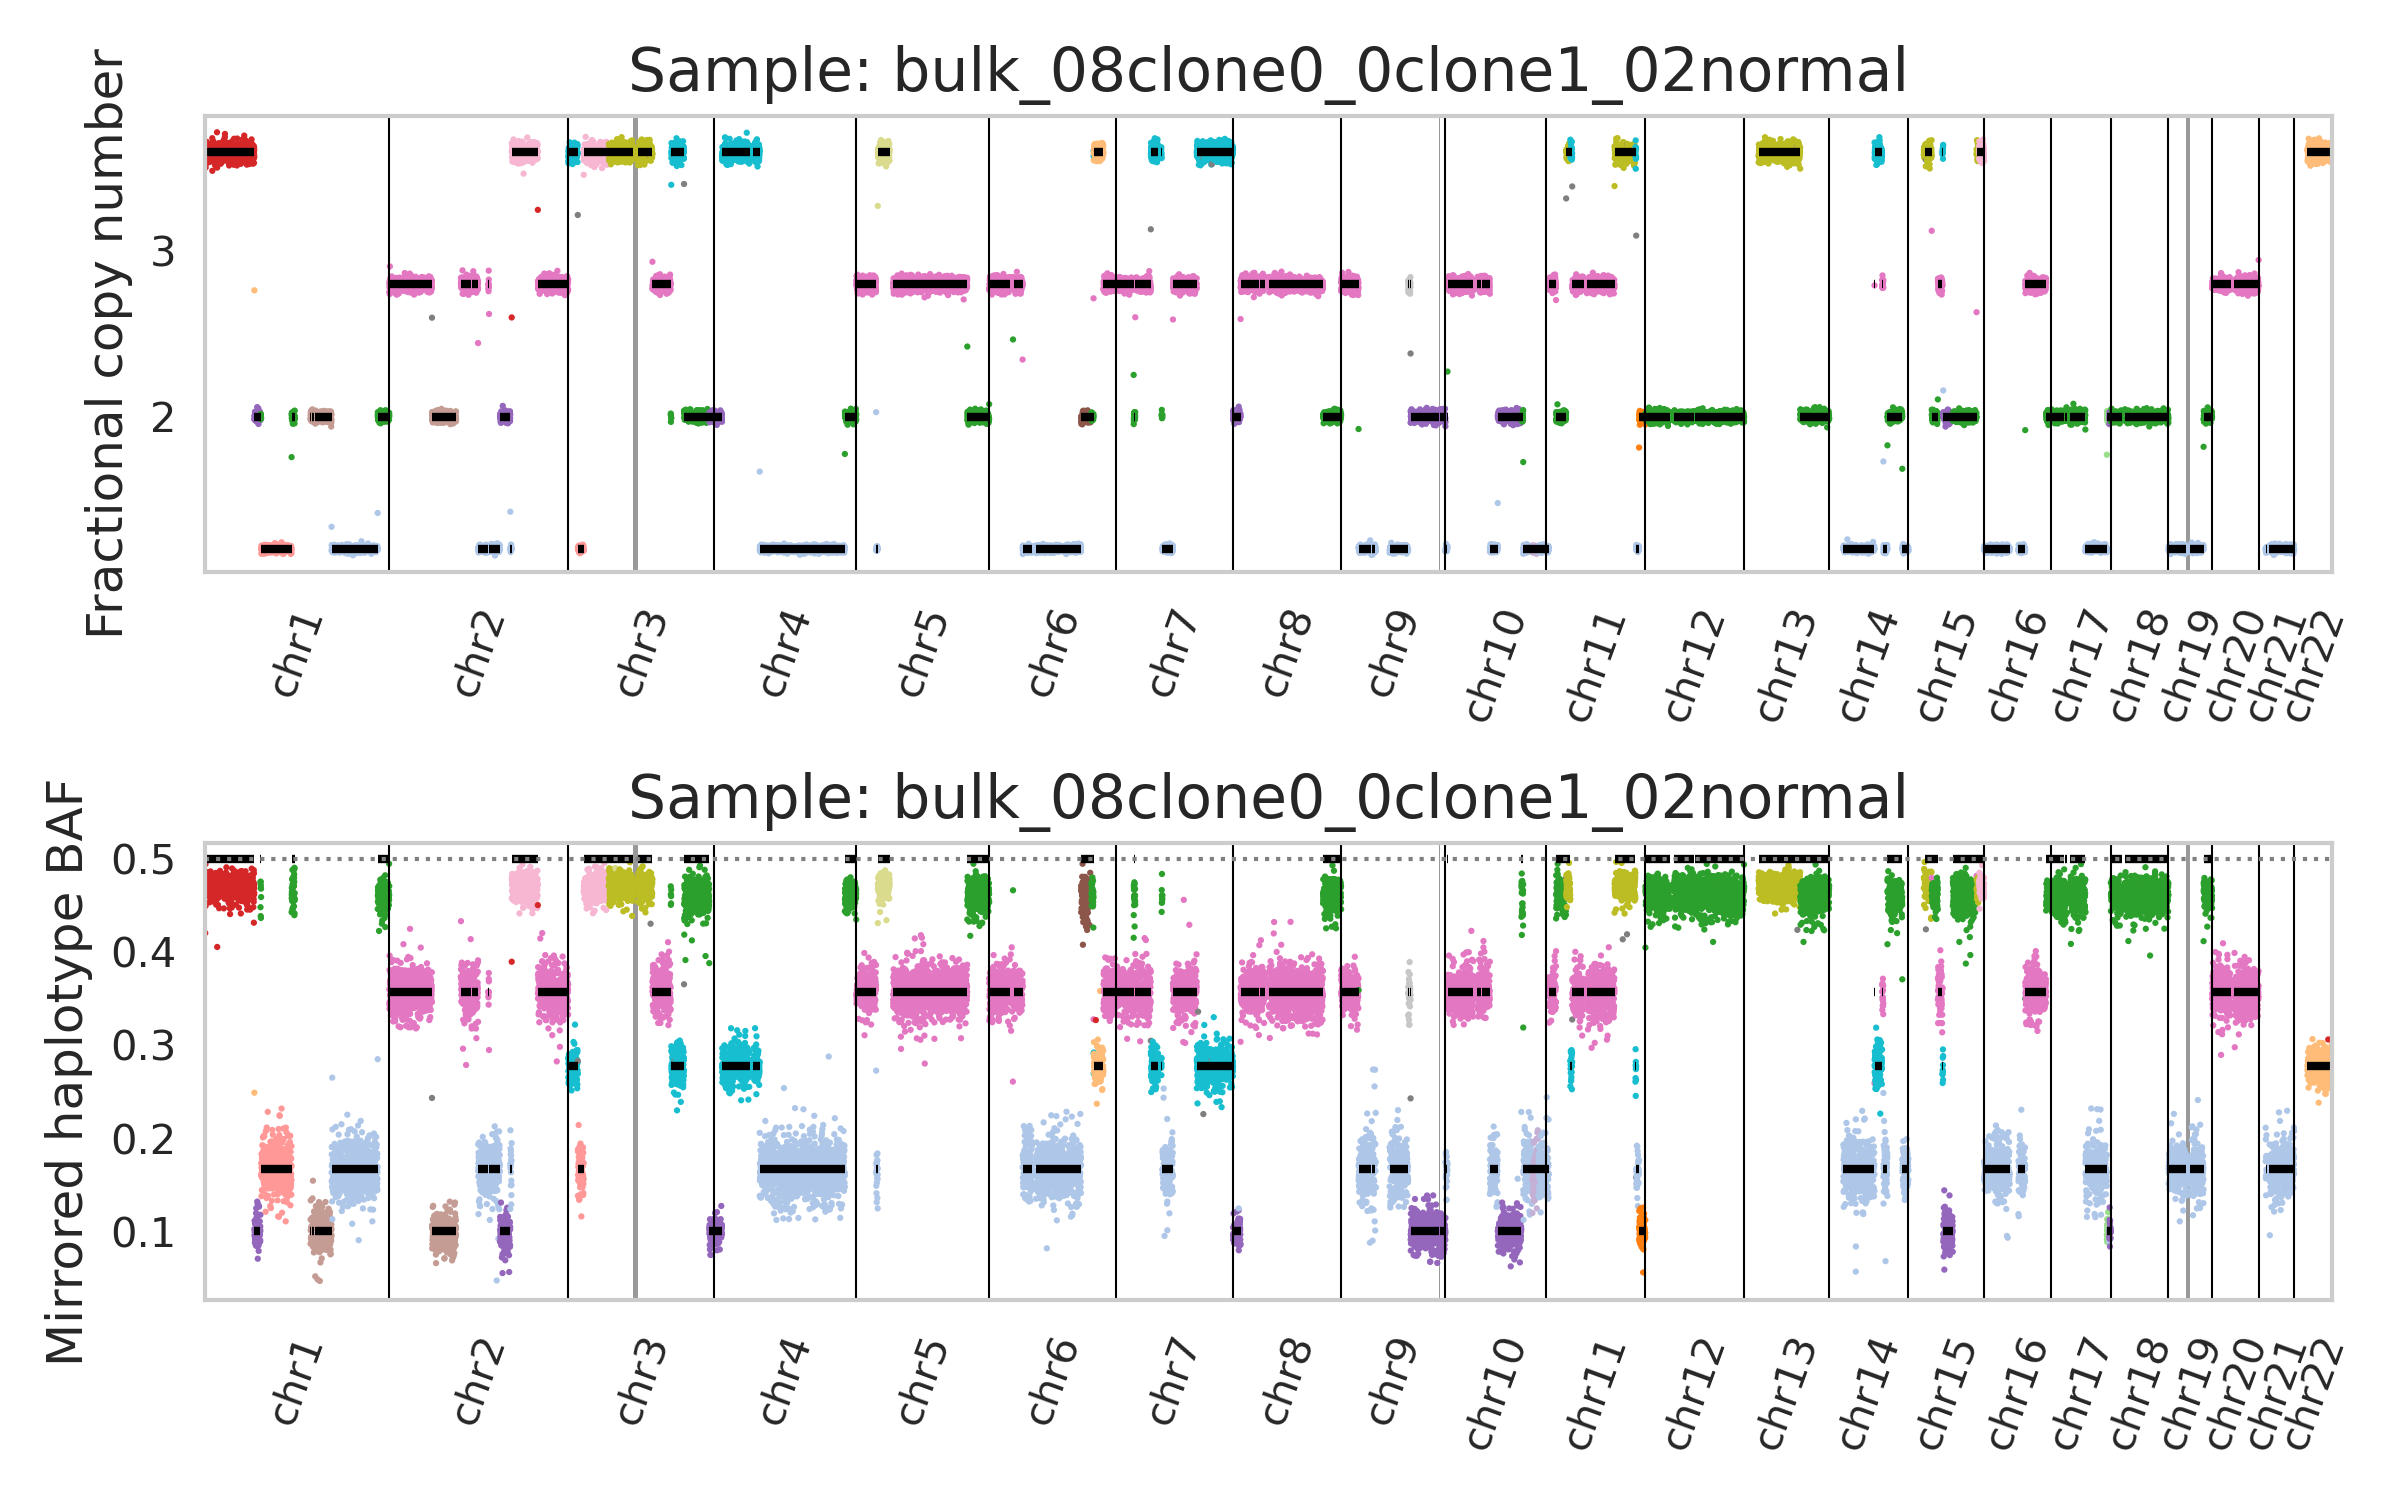 Sample: bulk_08clone0_0clone1_02normal
Fractional copy number
3
2
chr1
chr2
chr3
chr4
chr5
chr6
chr7
chr8
chr9
chr10
chr11
chr12
chr13
chr14
chr15
chr16
chr17
chr18
chr19
chr20
chr21
chr22
Sample: bulk_08clone0_0clone1_02normal
Mirrored haplotype BAF
0.5
0.4
0.3
0.2
0.1
chr1
chr2
chr3
chr4
chr5
chr6
chr7
chr8
chr9
chr10
chr11
chr12
chr13
chr14
chr15
chr16
chr17
chr18
chr19
chr20
chr21
chr22